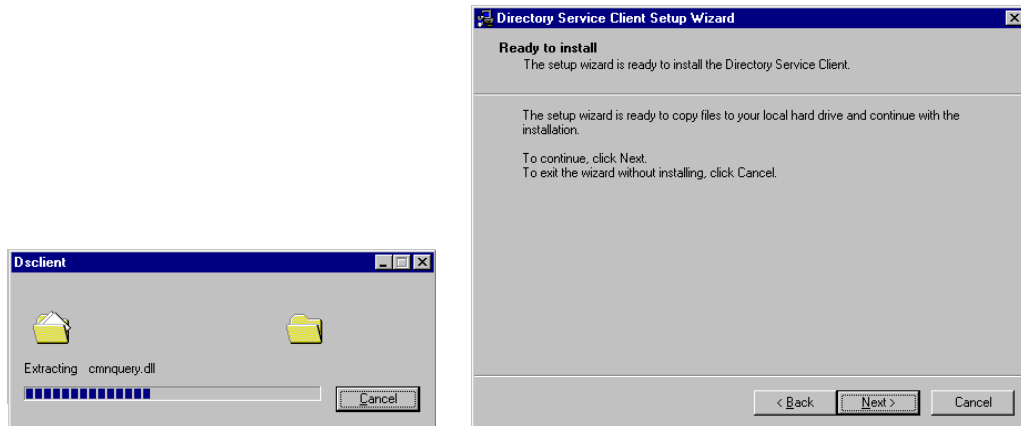 Directory Service Client Setup Wizard
Ready to install
The setup wizard is ready to install the Directory Service Client.
The setup wizard is ready to copy files to your local hard drive and continue with the
installation.
To continue, click Next.
To exit the wizard without installing, click Cancel.
< Back
Next >
Cancel
Dsclient
Extracting cmnquery.dll
Cancel